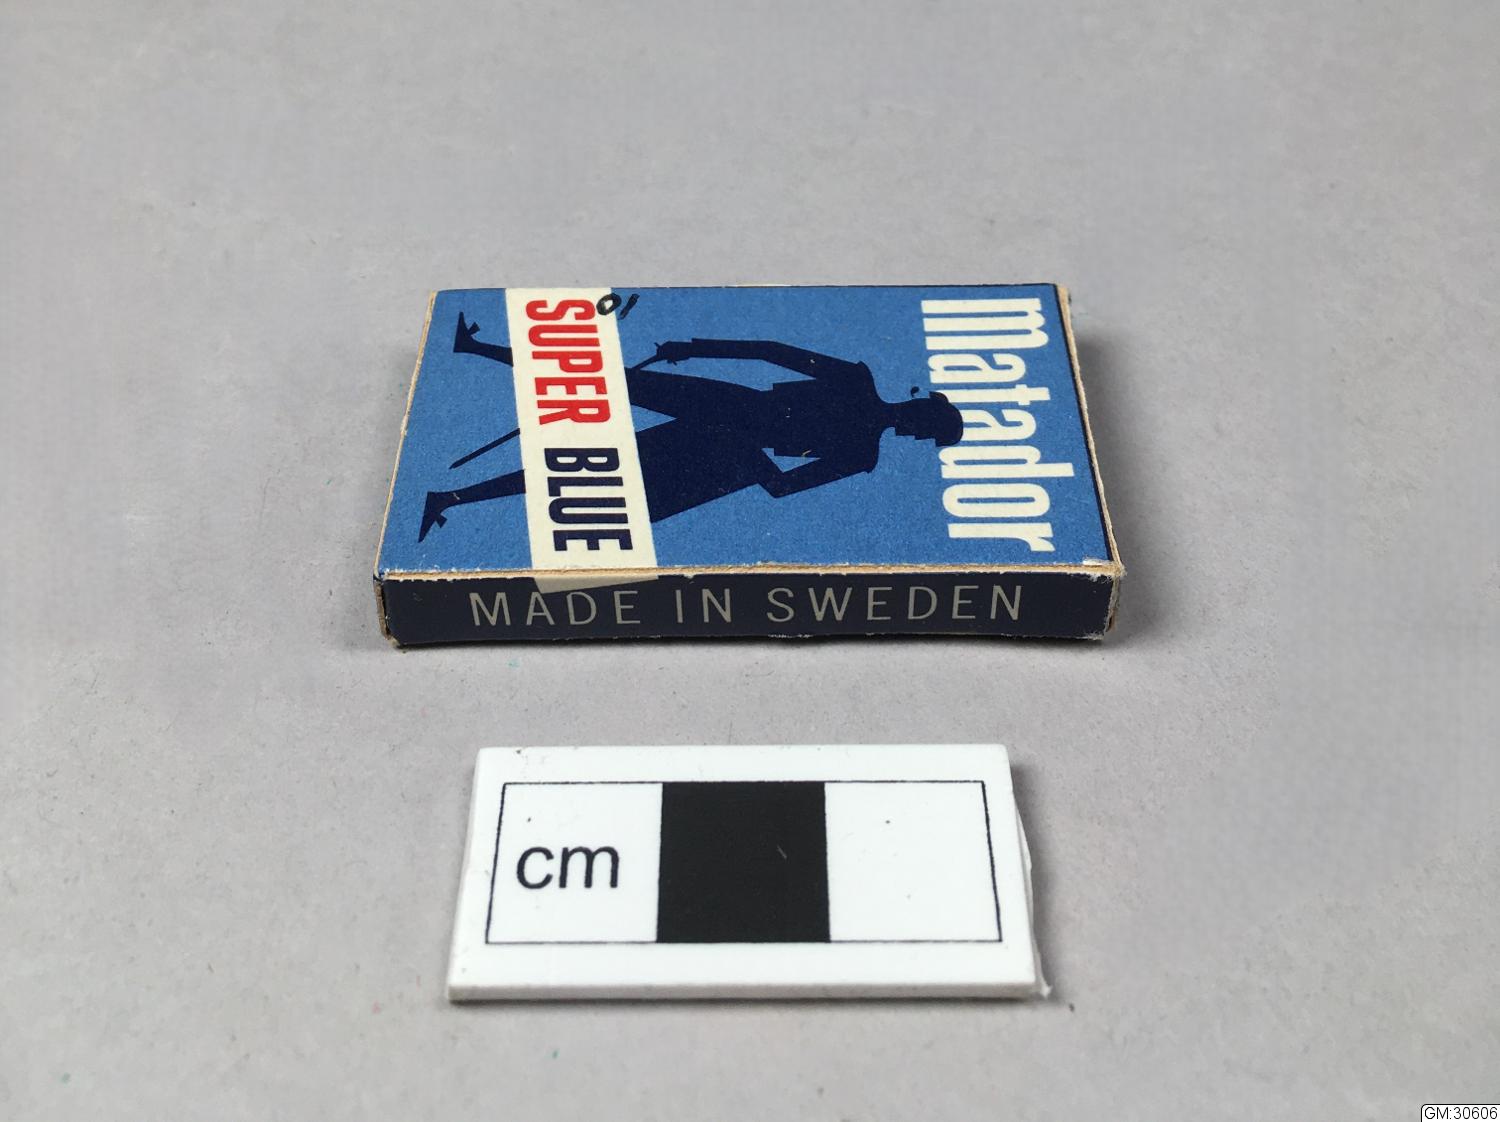 matador
SUPER BLUE
10
MADE IN SWEDEN
cm
GM:30606